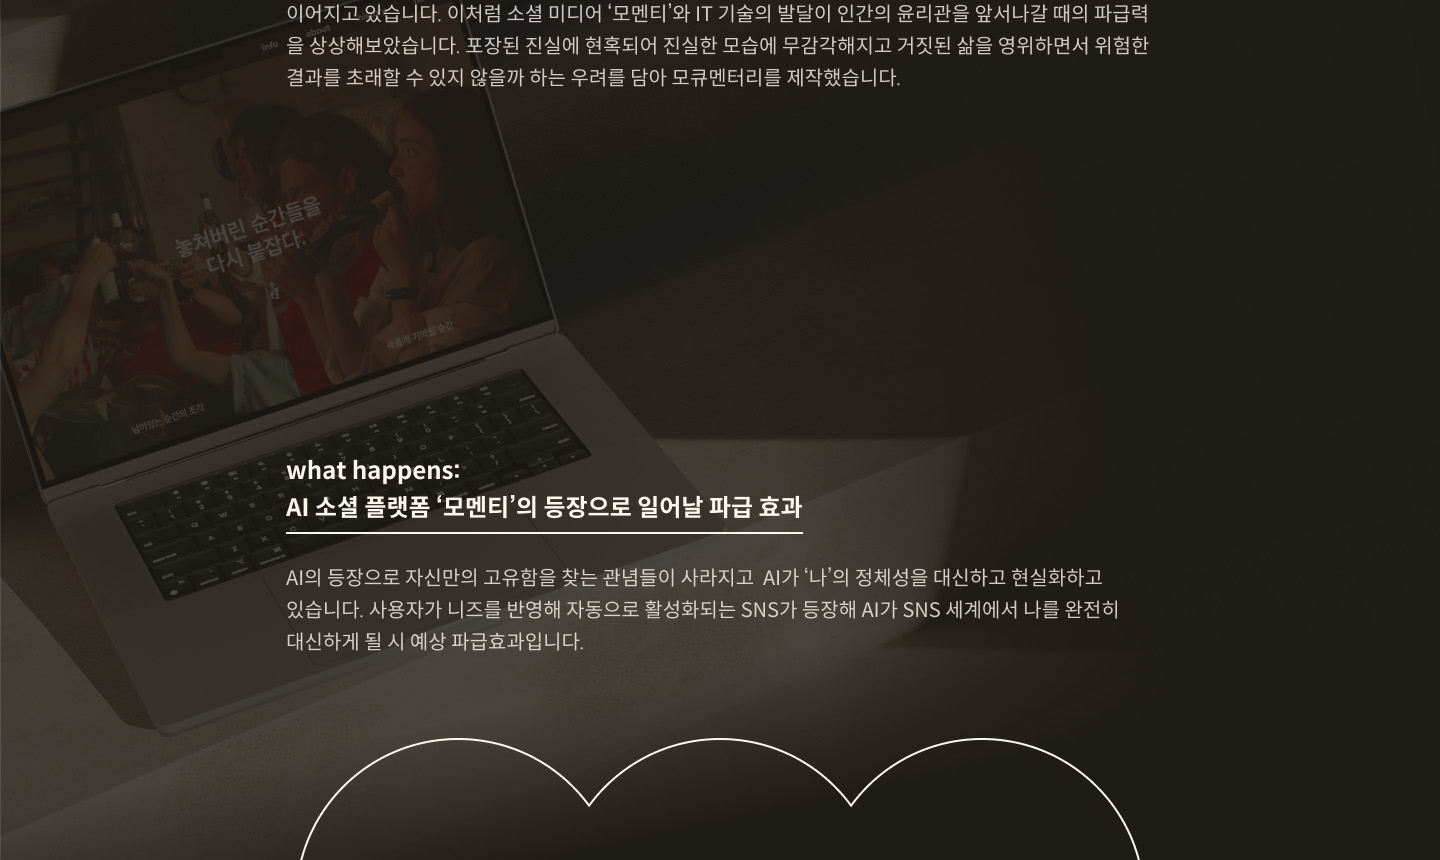 이어지고 있습니다. 이처럼 소셜 미디어 ‘모멘티’와 IT 기술의 발달이 인간의 윤리관을 앞서나갈 때의 파급력
을 상상해보았습니다. 포장된 진실에 현혹되어 진실한 모습에 무감각해지고 거짓된 삶을 영위하면서 위험한
결과를 초래할 수 있지 않을까 하는 우려를 담아 모큐멘터리를 제작했습니다.
info
about
놓쳐버린 순간들을
다시 붙잡다.
새롭게 기억될 순간
남아있는 순간의 조각
what happens:
AI 소셜 플랫폼 ‘모멘티’의 등장으로 일어날 파급 효과
AI의 등장으로 자신만의 고유함을 찾는 관념들이 사라지고  AI가 ‘나’의 정체성을 대신하고 현실화하고
있습니다. 사용자가 니즈를 반영해 자동으로 활성화되는 SNS가 등장해 AI가 SNS 세계에서 나를 완전히
대신하게 될 시 예상 파급효과입니다.